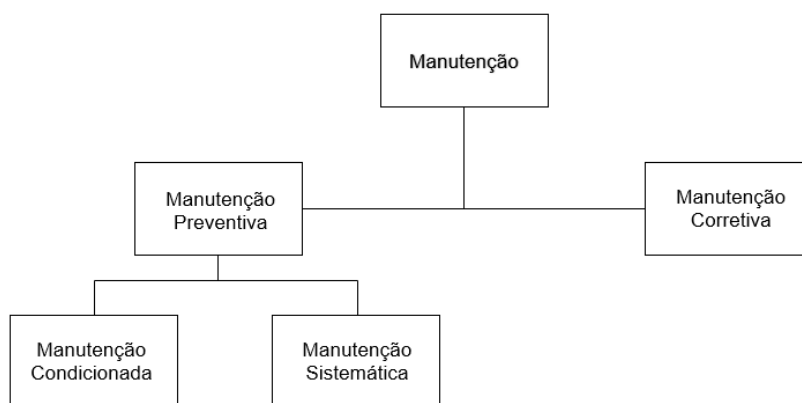 Manutenção
Manutenção
Preventiva
Manutenção
Corretiva
Manutenção
Condicionada
Manutenção
Sistemática